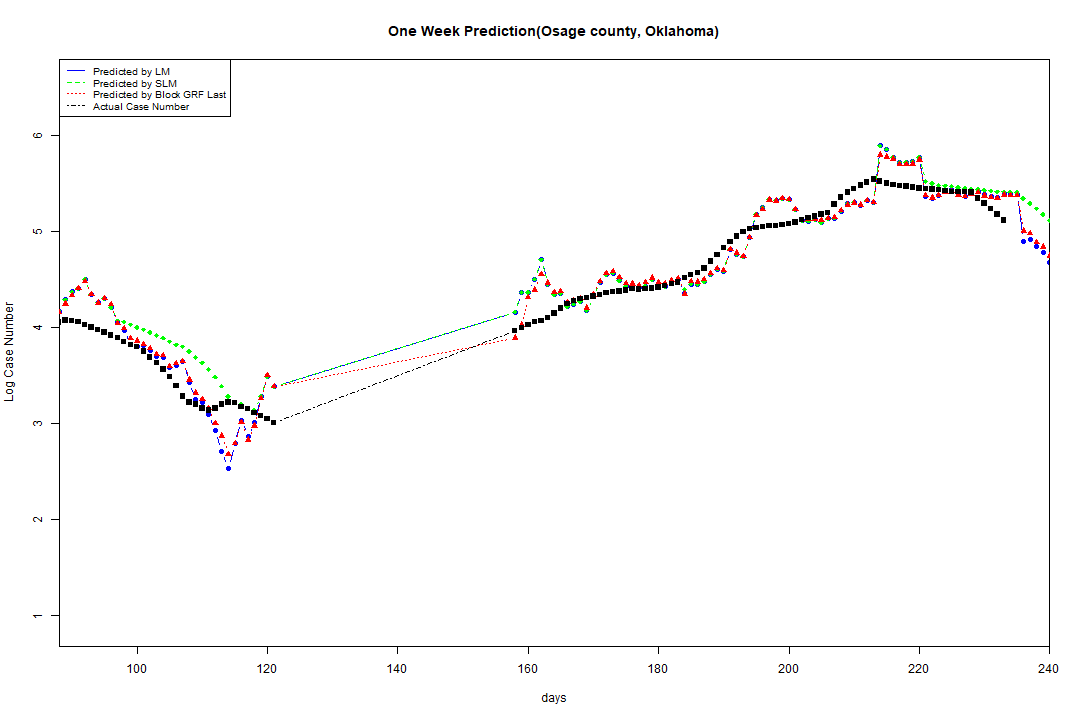 One Week Prediction(Osage county, Oklahoma)
Predicted by LM
Predicted by SLM
Predicted by Block GRF Last
Actual Case Number
Log Case Number
6
5
4
3
2
1
100 120 140 160 180 200 220 240
days